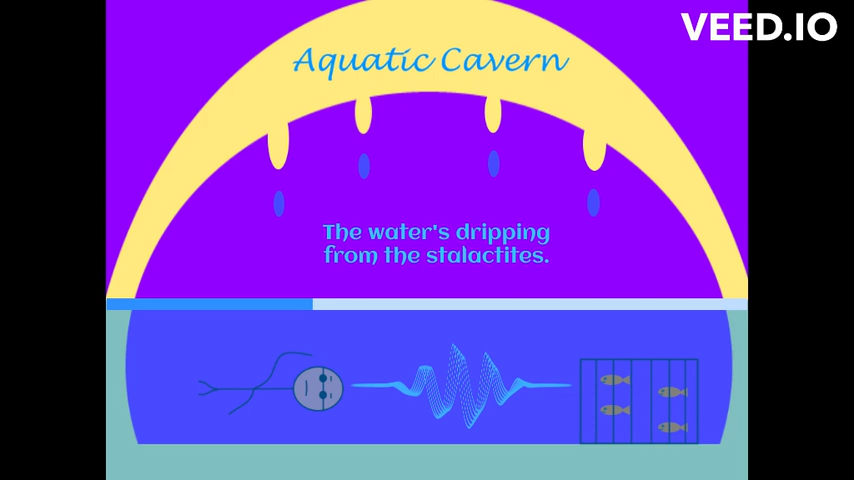 VEED.IO
Aquatic Cavern
The water's dripping
from the stalactites.